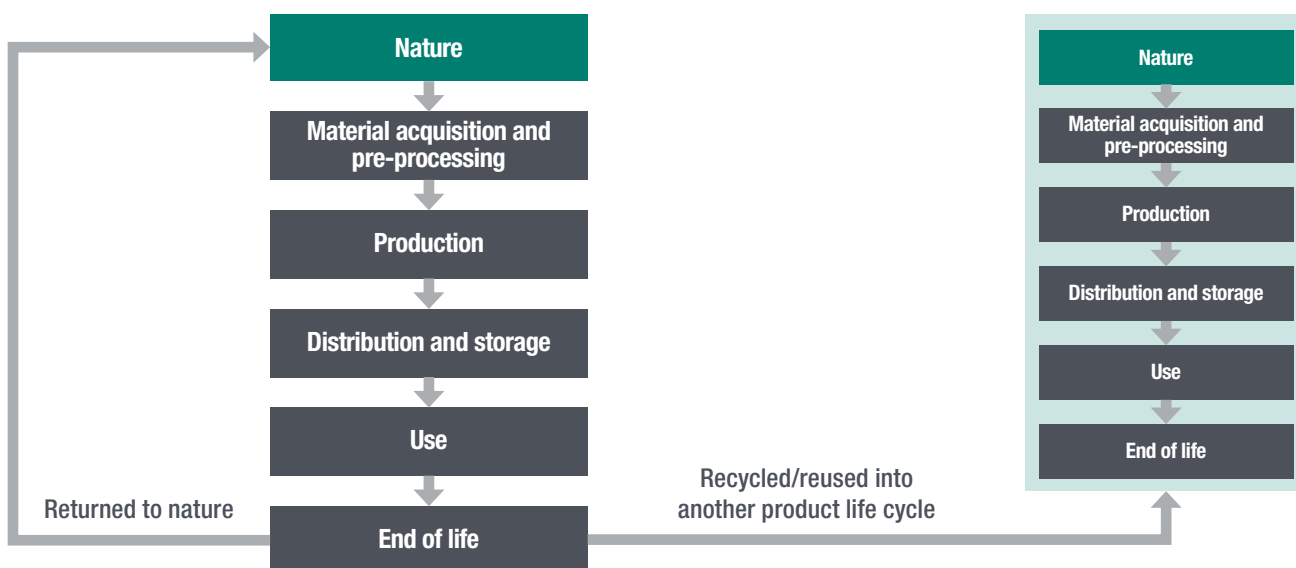 Nature
Material acquisition and
pre-processing
Production
Distribution and storage
Use
End of life
Returned to nature
Recycled/reused into
another product life cycle
Nature
Material acquisition and
pre-processing
Production
Distribution and storage
Use
End of life